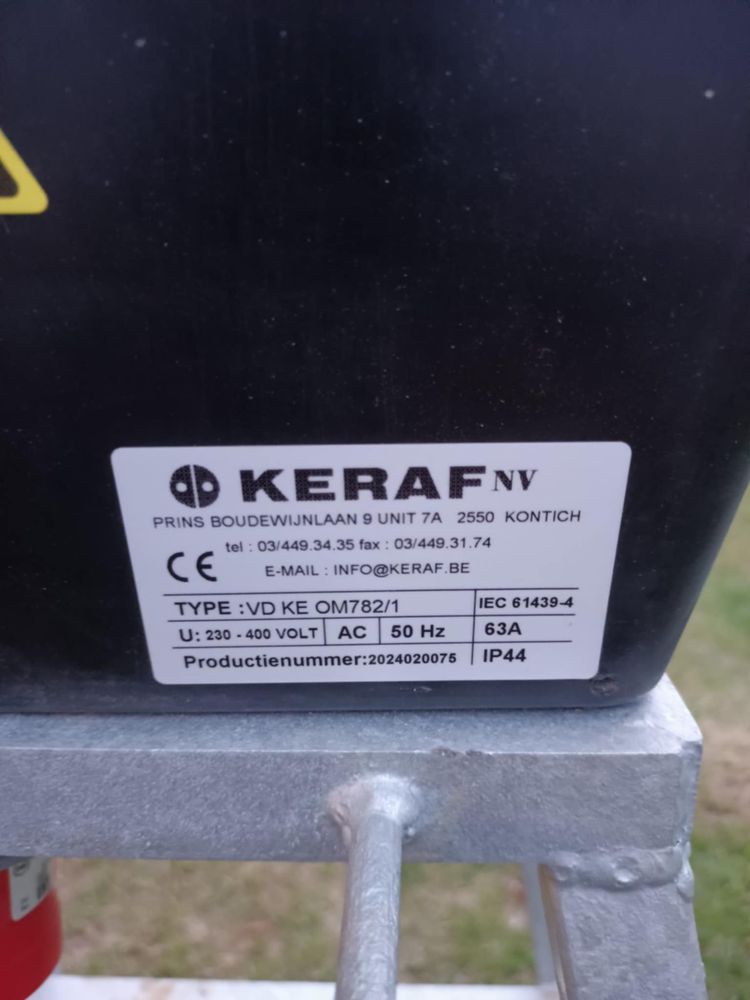 KERAF NV
PRINS BOUDEWIJNLAAN 9 UNIT 7A 2550 KONTICH
tel : 03/449.34.35 fax : 03/449.31.74
CE
E-MAIL : INFO@KERAF.BE
TYPE :VD KE OM782/1 IEC 61439-4
U: 230 - 400 VOLT AC 50 Hz 63A
Productienummer:2024020075 IP44